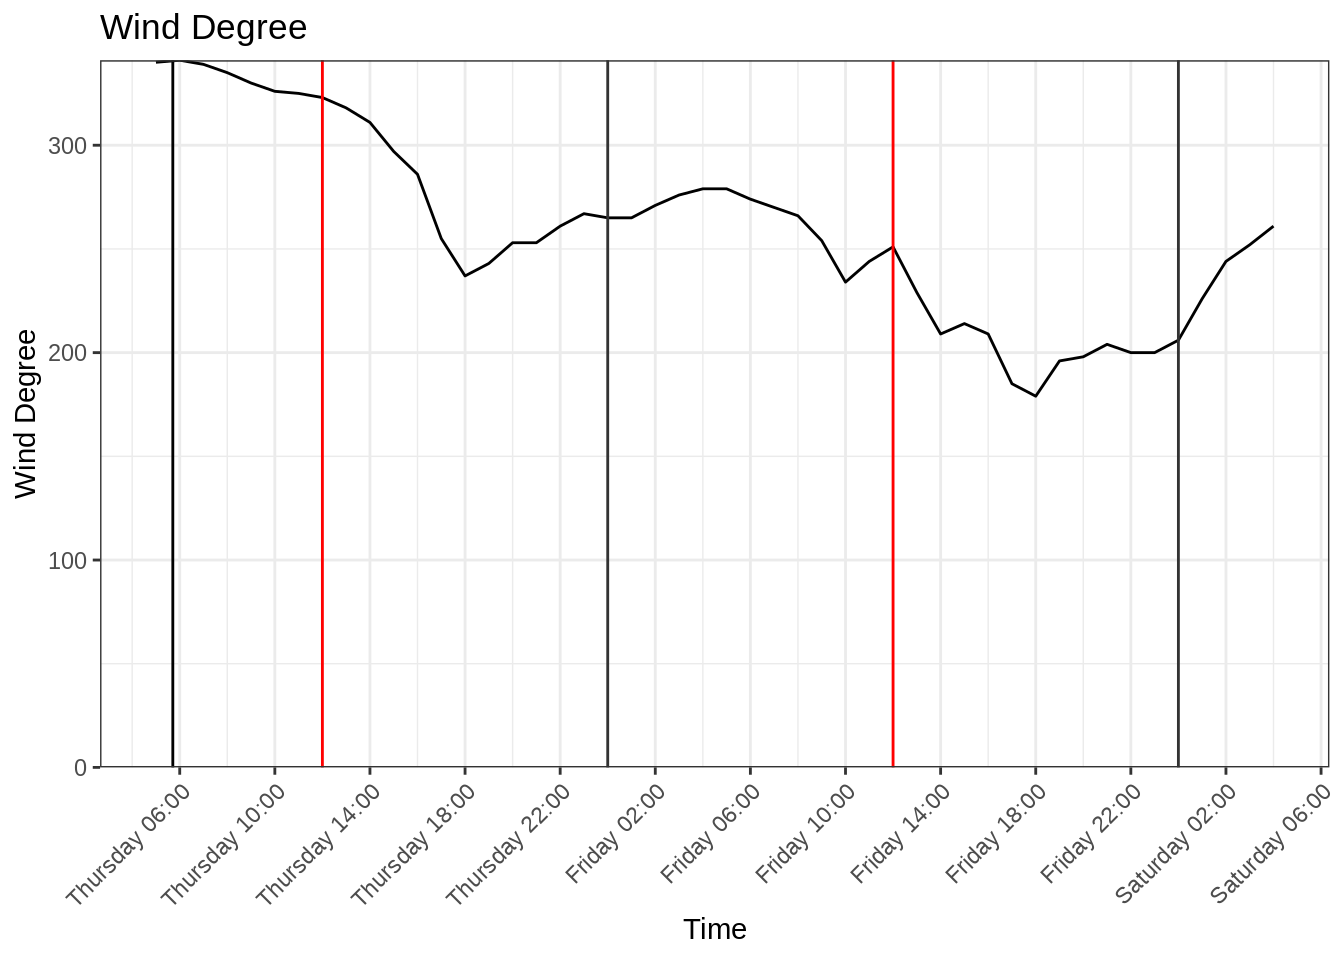 Wind Degree
Wind Degree
300
200
100
0
Thursday 06:00
Thursday 10:00
Thursday 14:00
Thursday 18:00
Thursday 22:00
Friday 02:00
Friday 06:00
Friday 10:00
Friday 14:00
Friday 18:00
Friday 22:00
Saturday 02:00
Saturday 06:00
Time